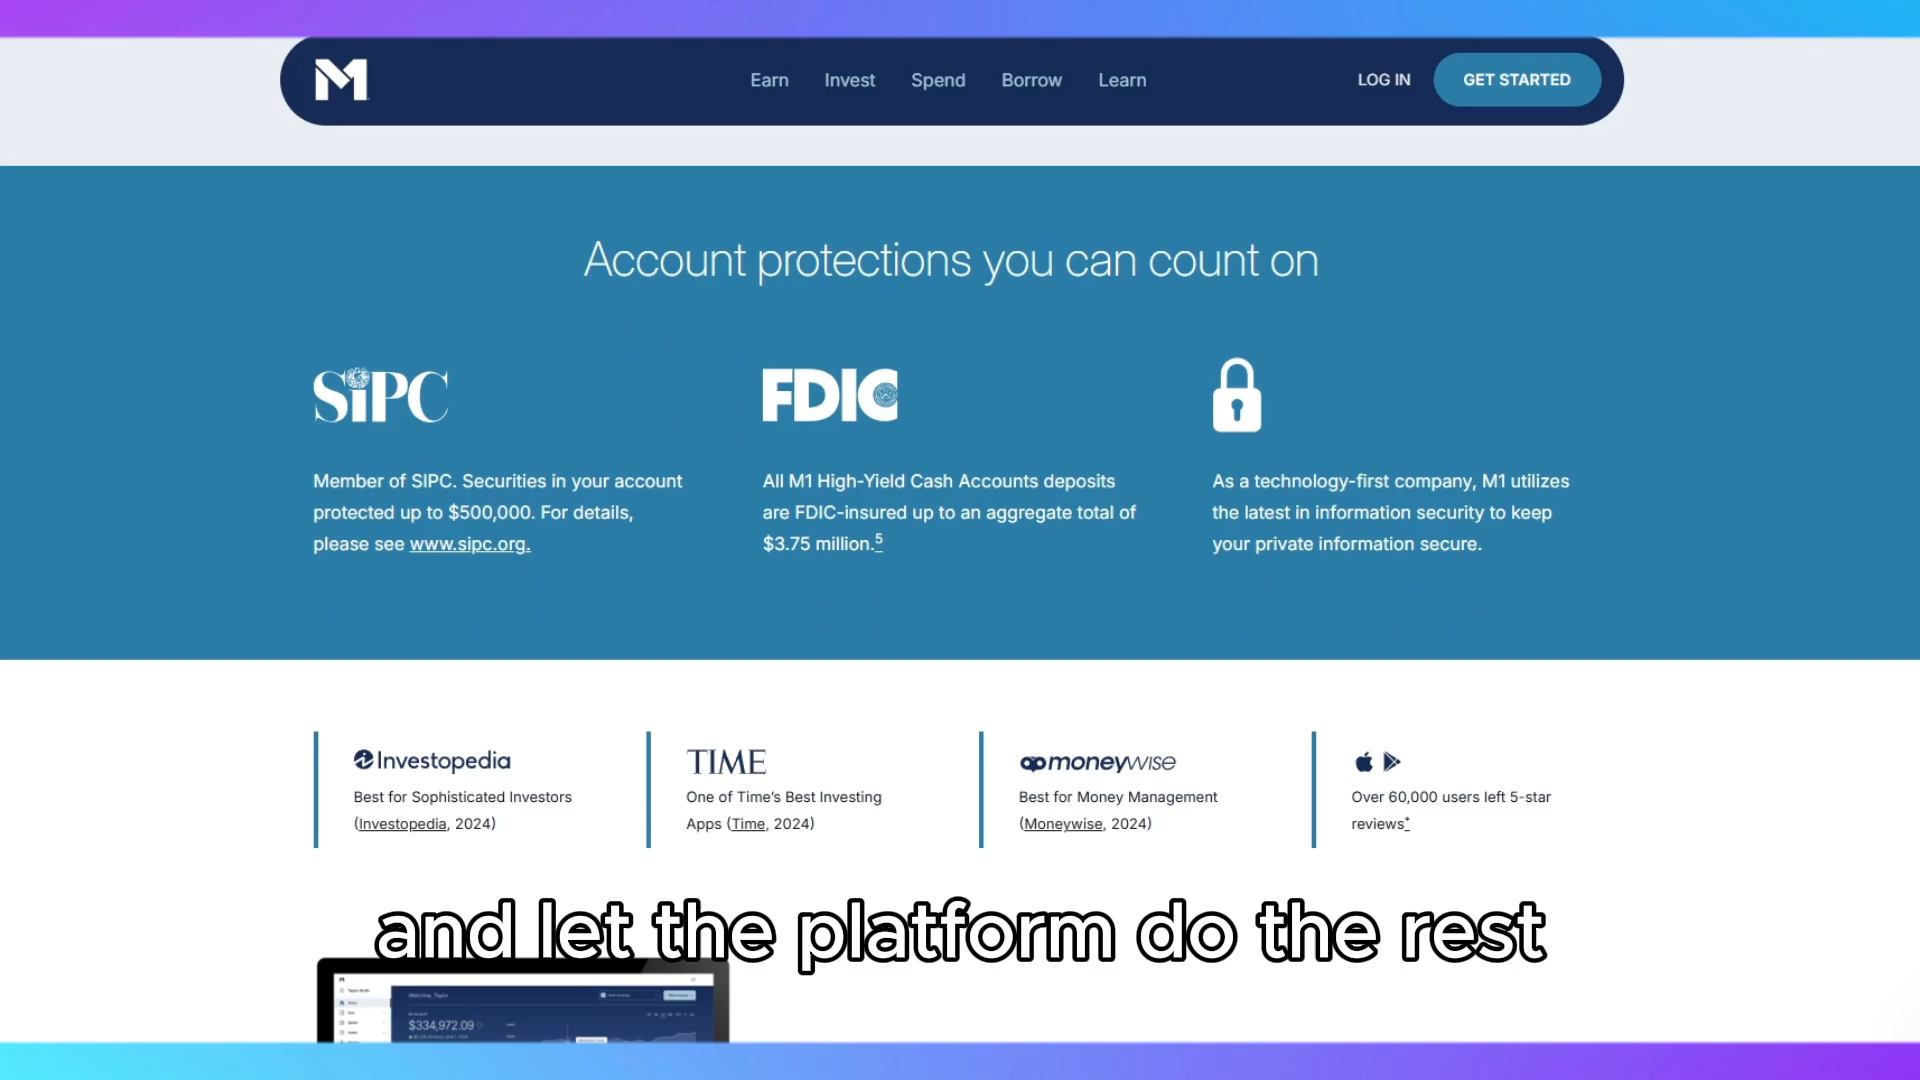 M
Earn
Invest
Spend
Borrow
Learn
LOG IN
GET STARTED
Account protections you can count on
SiPC
FDIC
Member of SIPC. Securities in your account
protected up to $500,000. For details,
please see www.sipc.org.
All M1 High-Yield Cash Accounts deposits
are FDIC-insured up to an aggregate total of
$3.75 million.5
As a technology-first company, M1 utilizes
the latest in information security to keep
your private information secure.
Investopedia
Best for Sophisticated Investors
(Investopedia, 2024)
TIME
One of Time’s Best Investing
Apps (Time, 2024)
moneywise
Best for Money Management
(Moneywise, 2024)
Over 60,000 users left 5-star
reviews*
and let the platform do the rest
Welcome, Taylor
$334,972.09